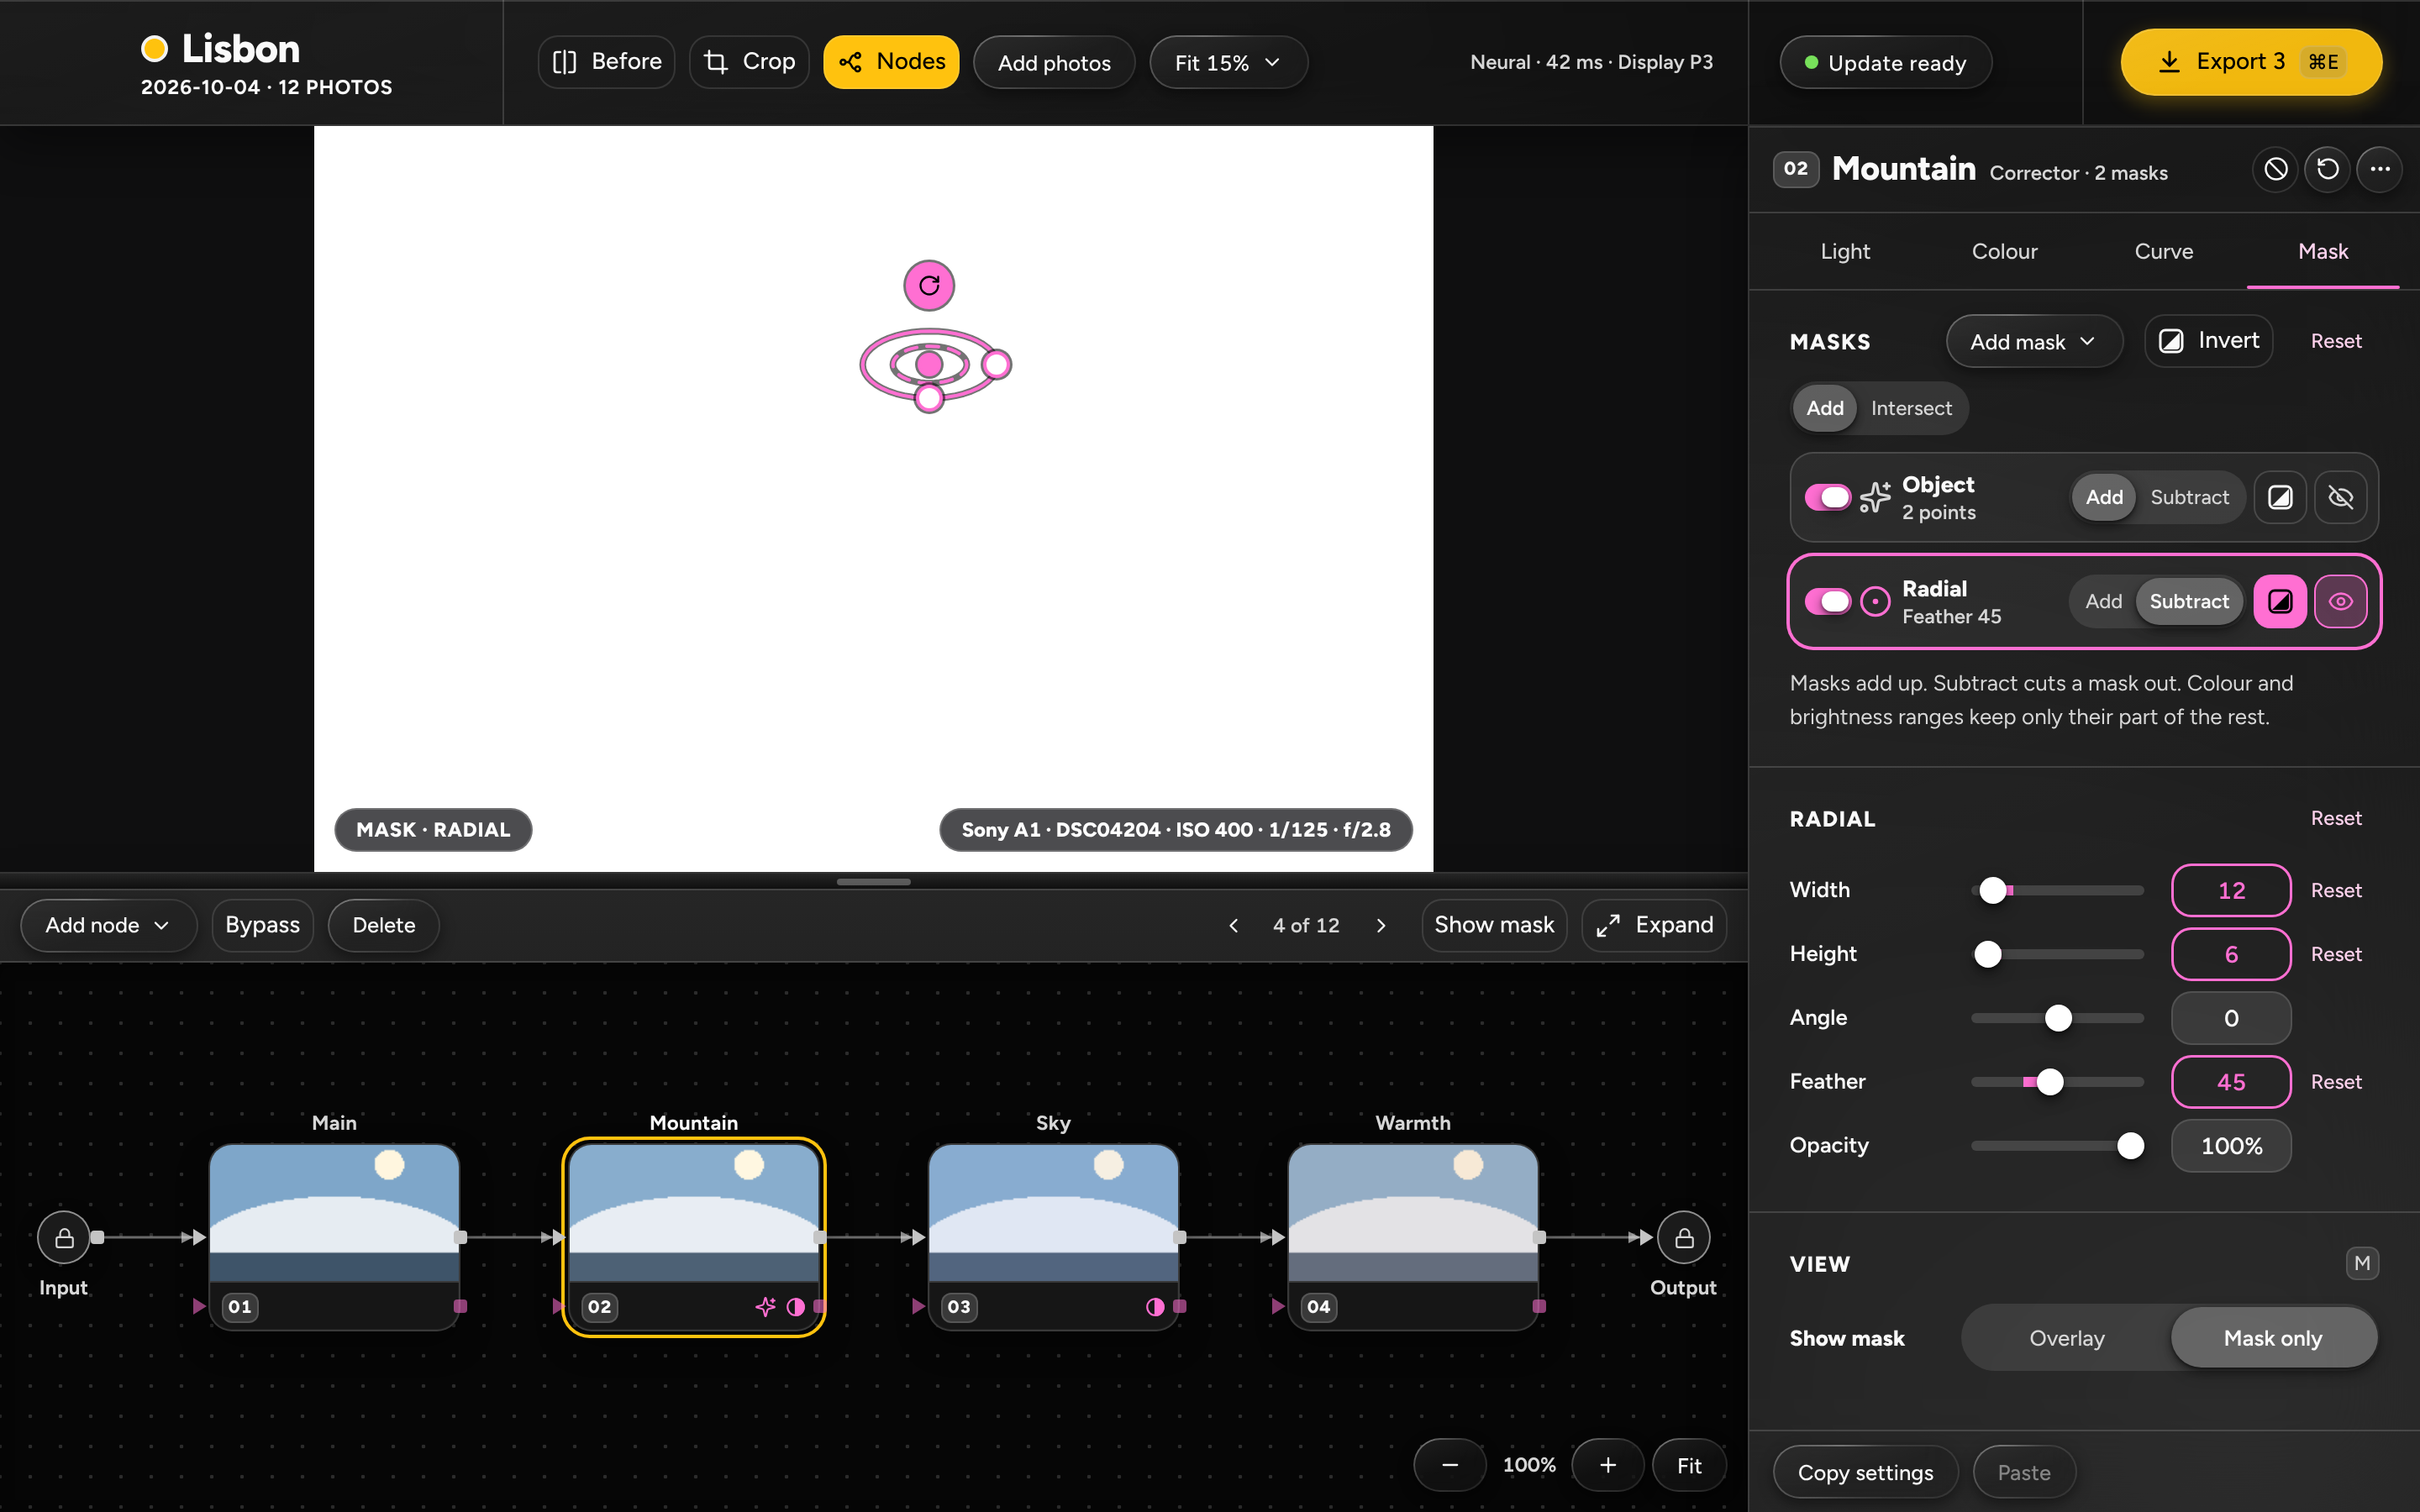 Lisbon
2026-10-04 · 12 PHOTOS
Before
Crop
Nodes
Add photos
Fit 15%
Neural · 42 ms · Display P3
Update ready
Export 3 ⌘E
02 Mountain Corrector · 2 masks
Light Colour Curve Mask
MASKS Add mask Invert Reset
Add Intersect
Object
2 points
Add Subtract
Radial
Feather 45
Add Subtract
Masks add up. Subtract cuts a mask out. Colour and
brightness ranges keep only their part of the rest.
MASK · RADIAL
Sony A1 · DSC04204 · ISO 400 · 1/125 · f/2.8
RADIAL Reset
Width 12 Reset
Height 6 Reset
Angle 0
Feather 45 Reset
Opacity 100%
VIEW M
Show mask Overlay Mask only
Copy settings Paste
Add node Bypass Delete
4 of 12
Show mask Expand
Main Mountain Sky Warmth
Input Output
01 02 03 04
100% Fit